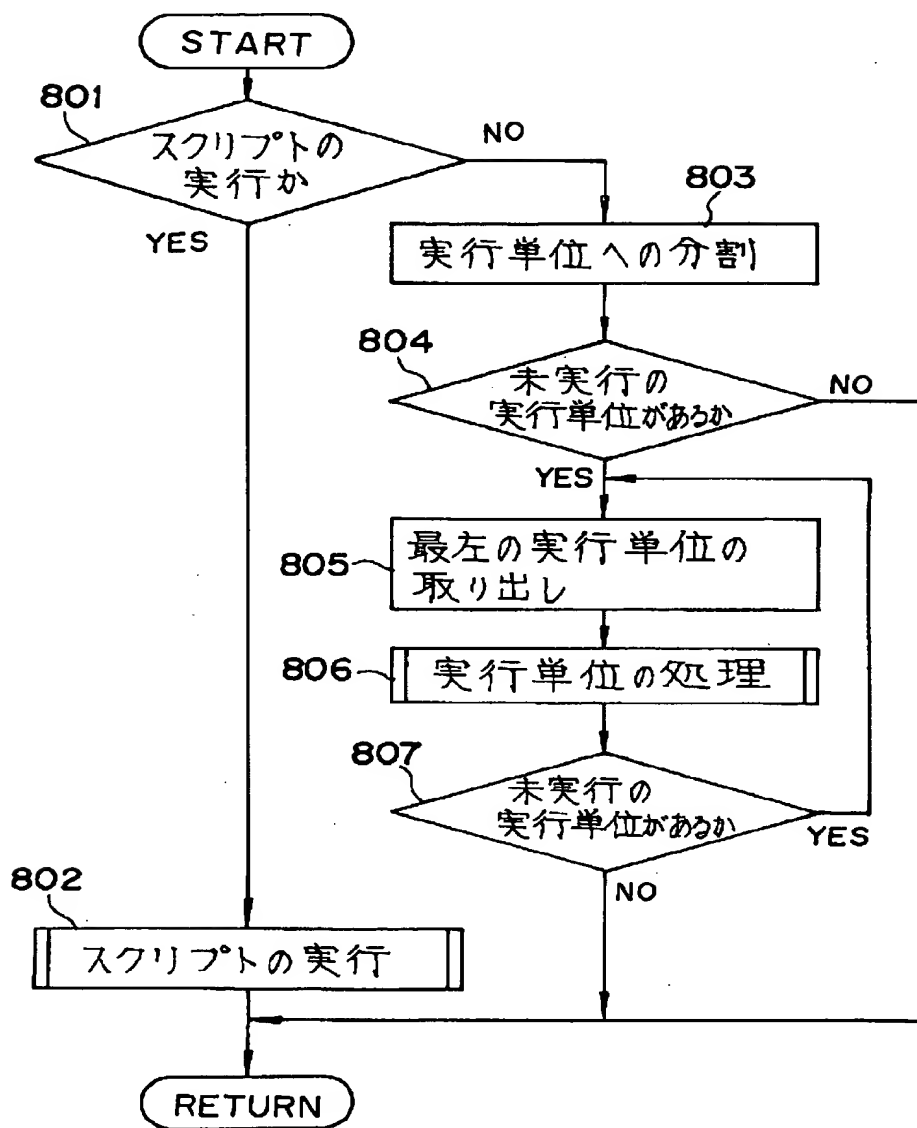 START
801
スクリプトの
実行か
NO
YES
803
実行単位への分割
804
未実行の
実行単位があるか
NO
YES
805
最左の実行単位の
取り出し
806
実行単位の処理
807
未実行の
実行単位があるか
YES
NO
802
スクリプトの実行
RETURN